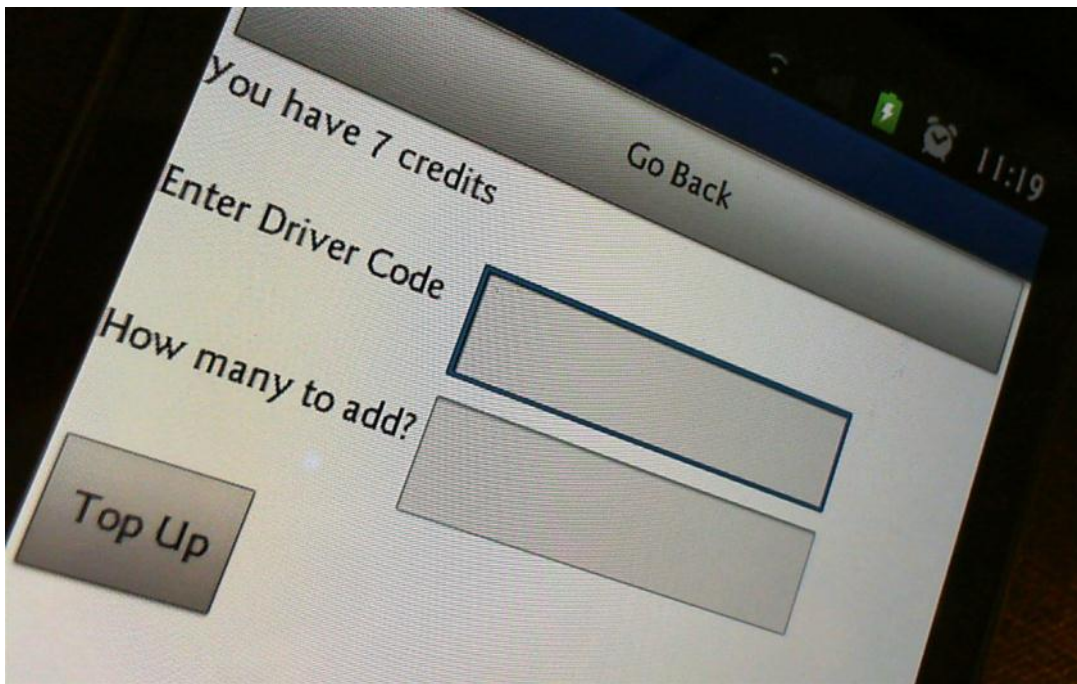 11:19
Go Back
You have 7 credits
Enter Driver Code
How many to add?
Top Up